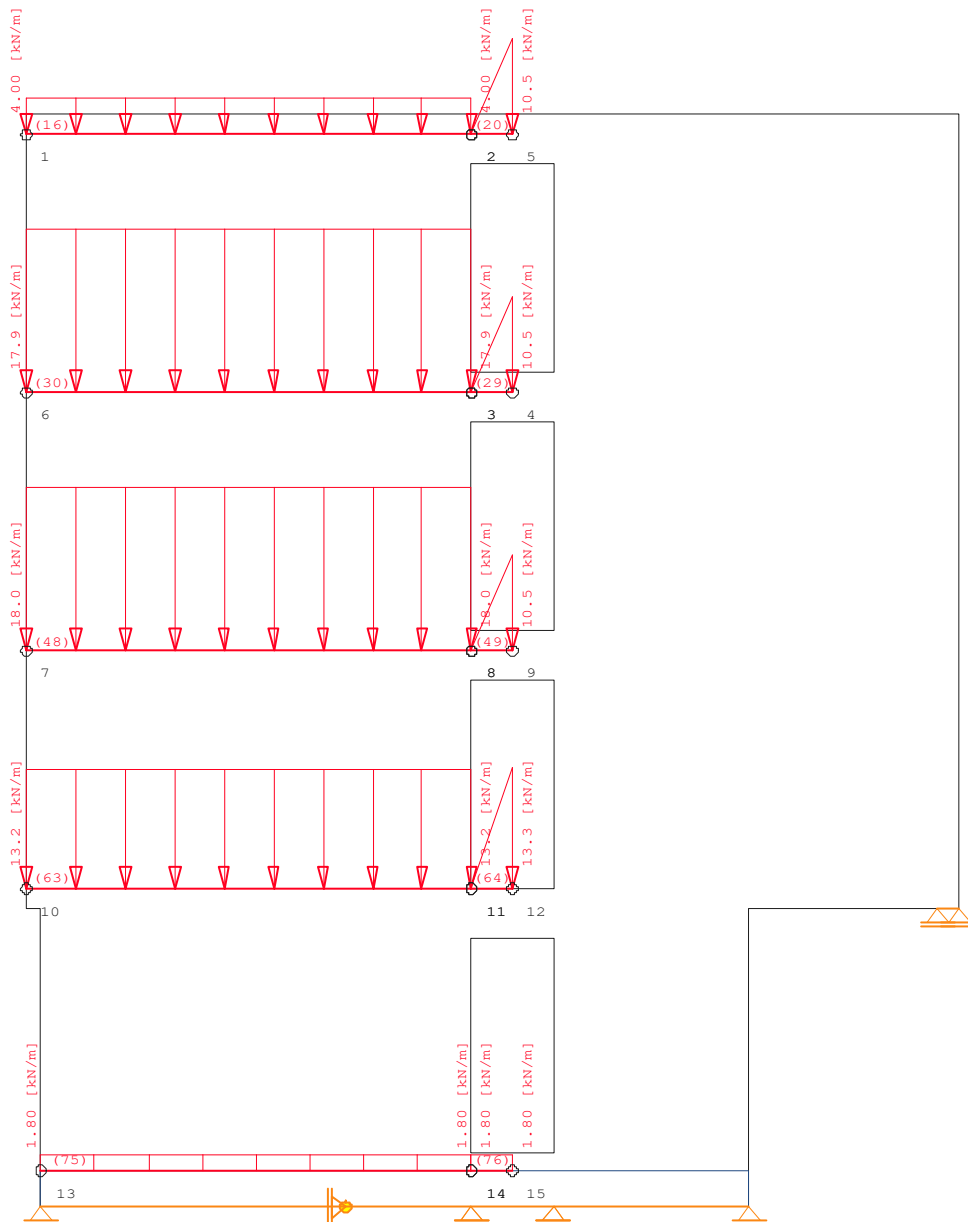 4.00 [kN/m]
4.00 [kN/m]
10.5 [kN/m]
(16)
(20)
1
2
5
17.9 [kN/m]
17.9 [kN/m]
10.5 [kN/m]
(30)
(29)
6
3
4
18.0 [kN/m]
18.0 [kN/m]
10.5 [kN/m]
(48)
(49)
7
8
9
13.2 [kN/m]
13.2 [kN/m]
13.3 [kN/m]
(63)
(64)
10
11
12
1.80 [kN/m]
1.80 [kN/m]
1.80 [kN/m]
1.80 [kN/m]
(75)
(76)
13
14
15